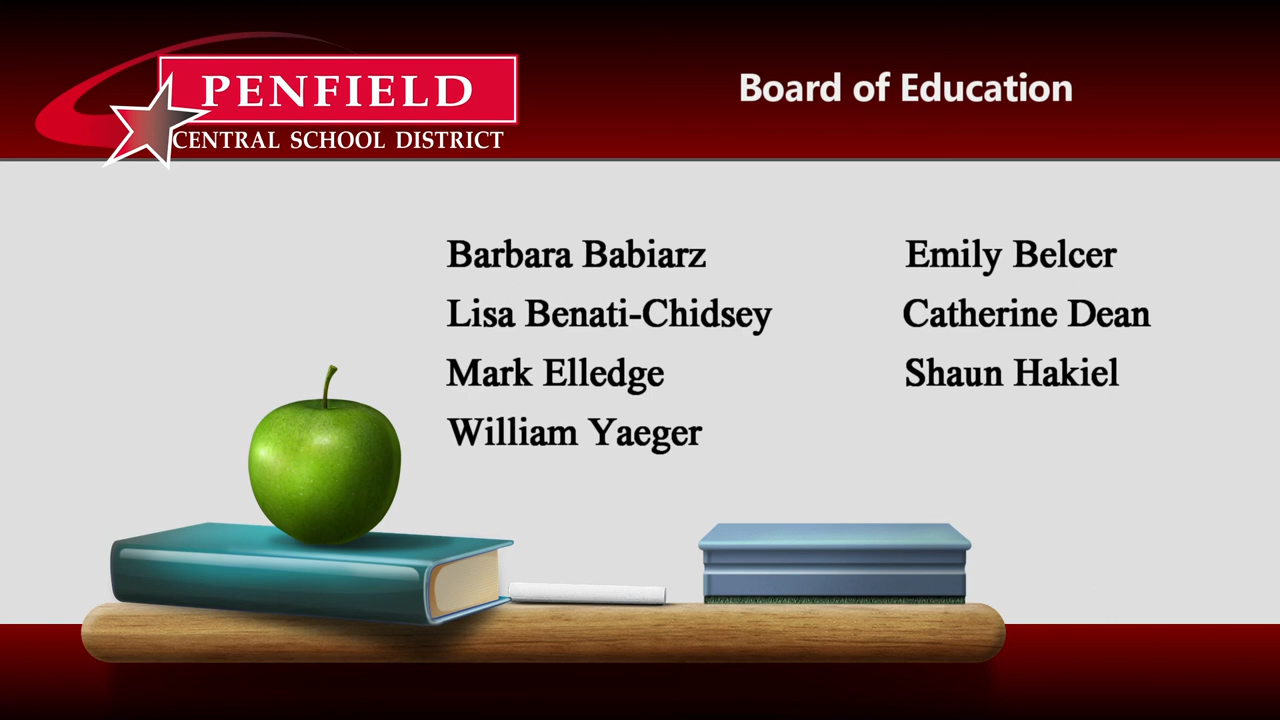 PENFIELD
CENTRAL SCHOOL DISTRICT
Board of Education
Barbara Babiarz
Lisa Benati-Chidsey
Mark Elledge
William Yaeger
Emily Belcer
Catherine Dean
Shaun Hakiel